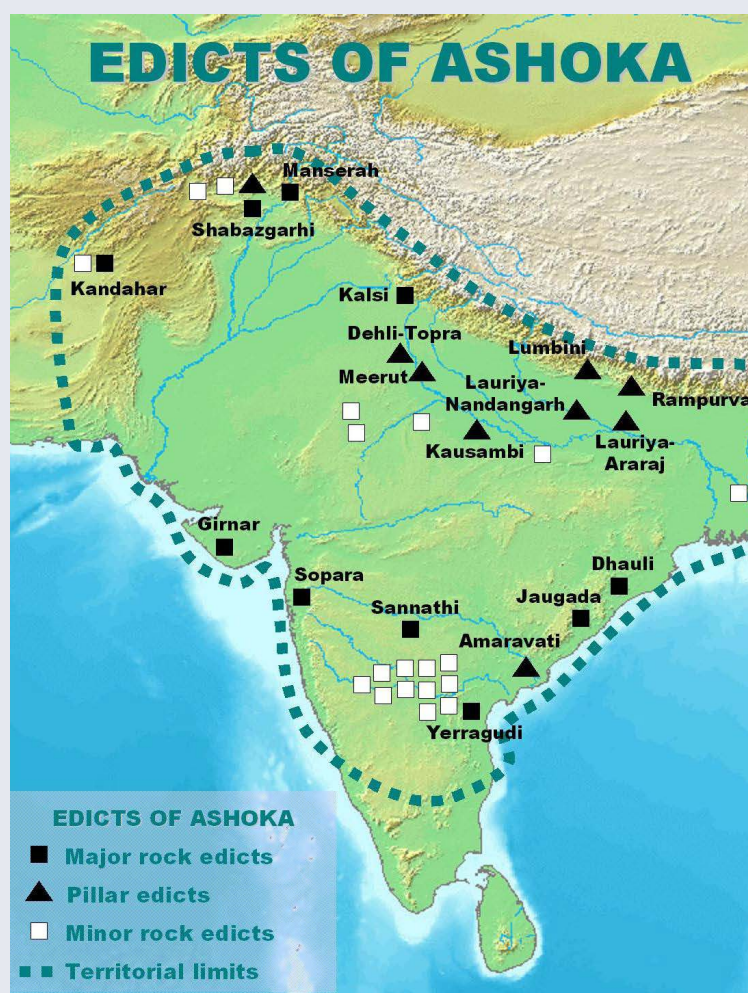 EDICTS OF ASHOKA
Manserah
Shabazgarhi
Kandahar
Kalsi
Dehli-Topra
Lumbini
Meerut
Lauriya-
Nandangarh
Rampurva
Kausambi
Lauriya-
Araraj
Girnar
Dhauli
Sopara
Jaugada
Sannathi
Amaravati
Yerragudi
EDICTS OF ASHOKA
Major rock edicts
Pillar edicts
Minor rock edicts
Territorial limits